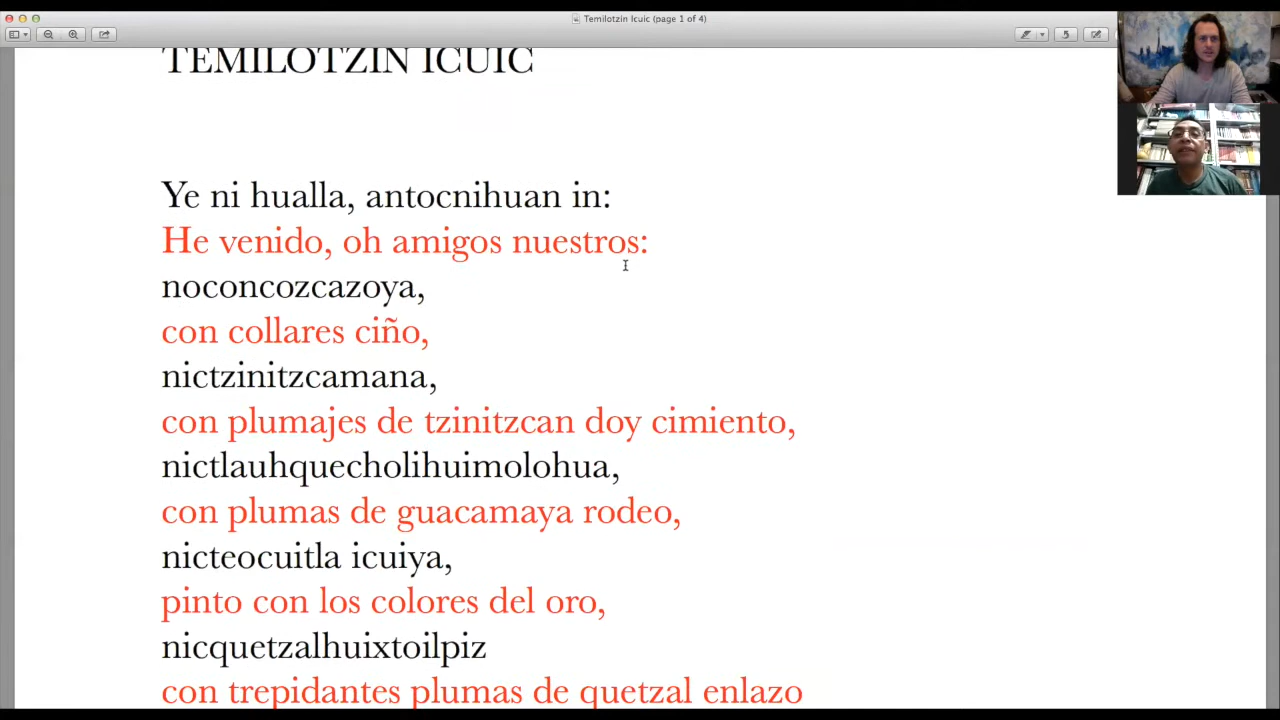 Temilotzin Icuic (page 1 of 4)
TEMILOTZIN ICUIC
Ye ni hualla, antocnihuan in:
He venido, oh amigos nuestros:
noconcozcazoya,
con collares ciño,
nictzinitzcamana,
con plumajes de tzinitzcan doy cimiento,
nictlauhquecholihuimolohua,
con plumas de guacamaya rodeo,
nicteocuitla icuiya,
pinto con los colores del oro,
nicquetzalhuixtoilpiz
con trepidantes plumas de quetzal enlazo